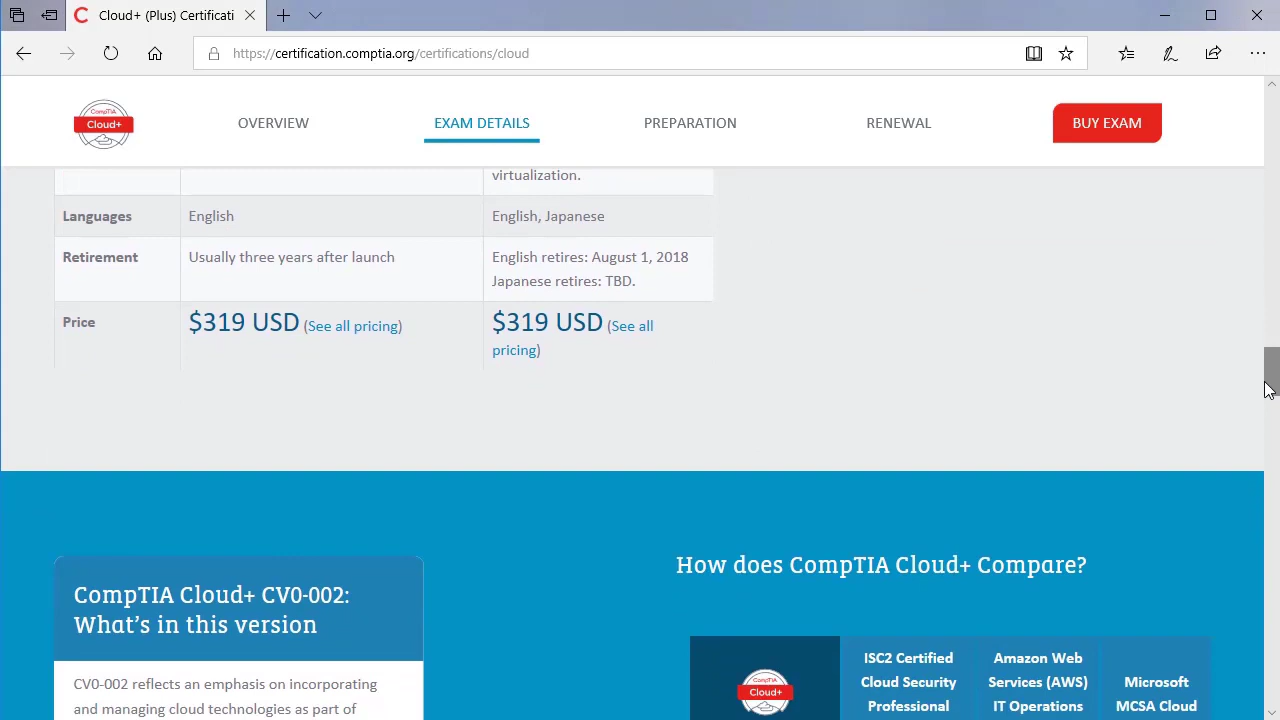 Cloud+ (Plus) Certificati
https://certification.comptia.org/certifications/cloud
CompTIA
Cloud+
OVERVIEW
EXAM DETAILS
PREPARATION
RENEWAL
BUY EXAM
virtualization.
Languages
English
English, Japanese
Retirement
Usually three years after launch
English retires: August 1, 2018
Japanese retires: TBD.
Price
$319 USD (See all pricing)
$319 USD (See all
pricing)
CompTIA Cloud+ CV0-002:
What's in this version
CV0-002 reflects an emphasis on incorporating
and managing cloud technologies as part of
How does CompTIA Cloud+ Compare?
CompTIA
Cloud+
ISC2 Certified
Cloud Security
Professional
Amazon Web
Services (AWS)
IT Operations
Microsoft
MCSA Cloud